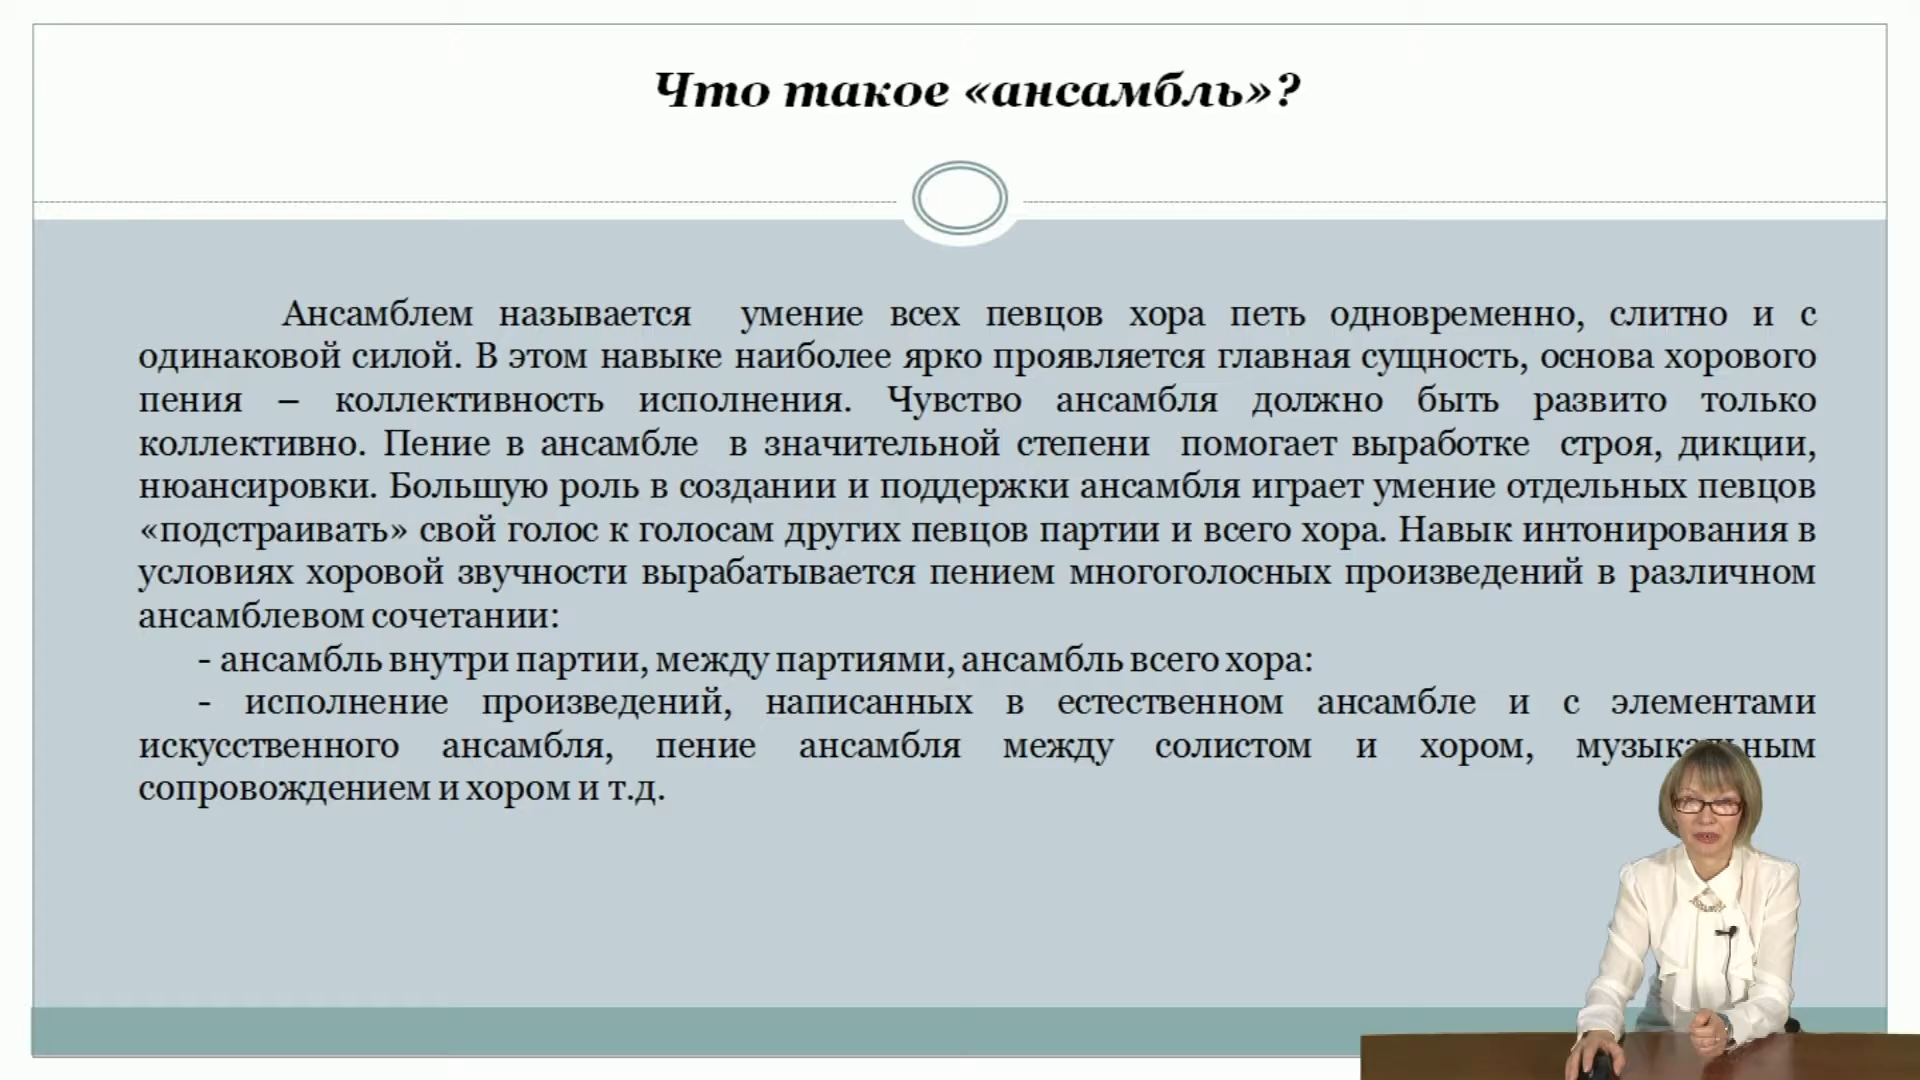 Что такое «ансамбль»?
Ансамблем называется умение всех певцов хора петь одновременно, слитно и с
одинаковой силой. В этом навыке наиболее ярко проявляется главная сущность, основа хорового
пения – коллективность исполнения. Чувство ансамбля должно быть развито только
коллективно. Пение в ансамбле в значительной степени помогает выработке строя, дикции,
нюансировки. Большую роль в создании и поддержки ансамбля играет умение отдельных певцов
«подстраивать» свой голос к голосам других певцов партии и всего хора. Навык интонирования в
условиях хоровой звучности вырабатывается пением многоголосных произведений в различном
ансамблевом сочетании:
- ансамбль внутри партии, между партиями, ансамбль всего хора:
- исполнение произведений, написанных в естественном ансамбле и с элементами
искусственного ансамбля, пение ансамбля между солистом и хором, музыкальным
сопровождением и хором и т.д.